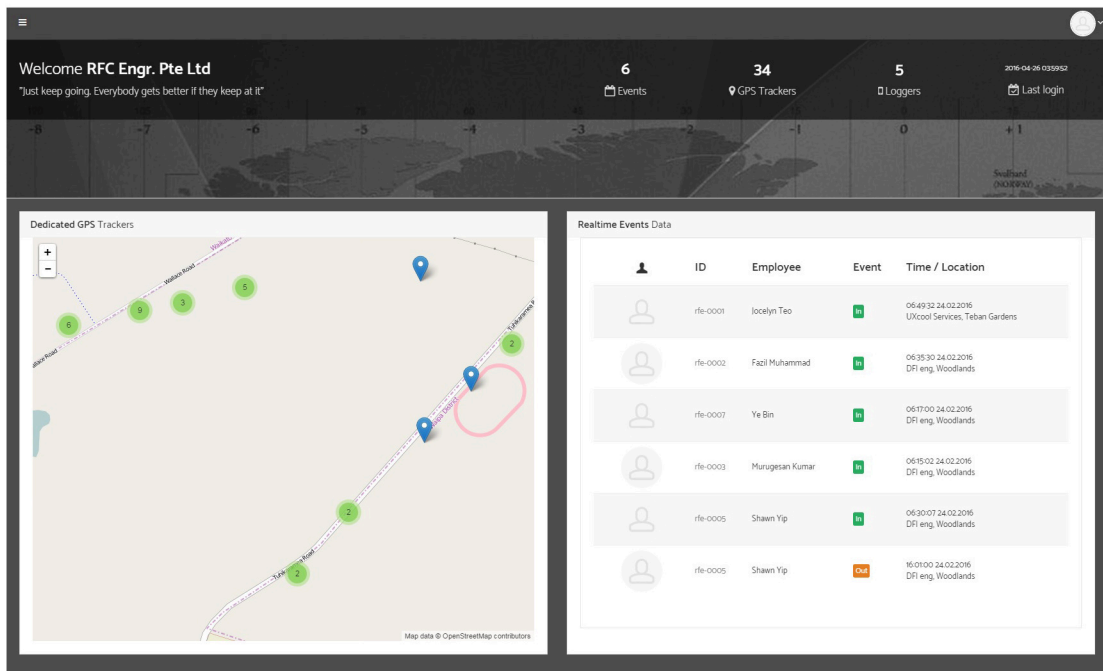 Welcome RFC Engr. Pte Ltd
"Just keep going. Everybody gets better if they keep at it"
6
Events
34
GPS Trackers
5
Loggers
2016-04-26 03:59:52
Last login
-8 -7 -6 -5 -4 -3 -2 -1 0 +1
Svalbard
(NORWAY)
Dedicated GPS Trackers
+
-
Wallace Road
Wallace Road
6
9
3
5
2
2
2
Map data © OpenStreetMap contributors
Realtime Events Data
ID Employee Event Time / Location
rfe-0001 Jocelyn Teo In 06:49:32 24.02.2016
UXcool Services, Teban Gardens
rfe-0002 Fazil Muhammad In 06:35:30 24.02.2016
DFI eng, Woodlands
rfe-0007 Ye Bin In 06:17:00 24.02.2016
DFI eng, Woodlands
rfe-0003 Murugesan Kumar In 06:15:02 24.02.2016
DFI eng, Woodlands
rfe-0005 Shawn Yip In 06:30:07 24.02.2016
DFI eng, Woodlands
rfe-0005 Shawn Yip Out 16:01:00 24.02.2016
DFI eng, Woodlands